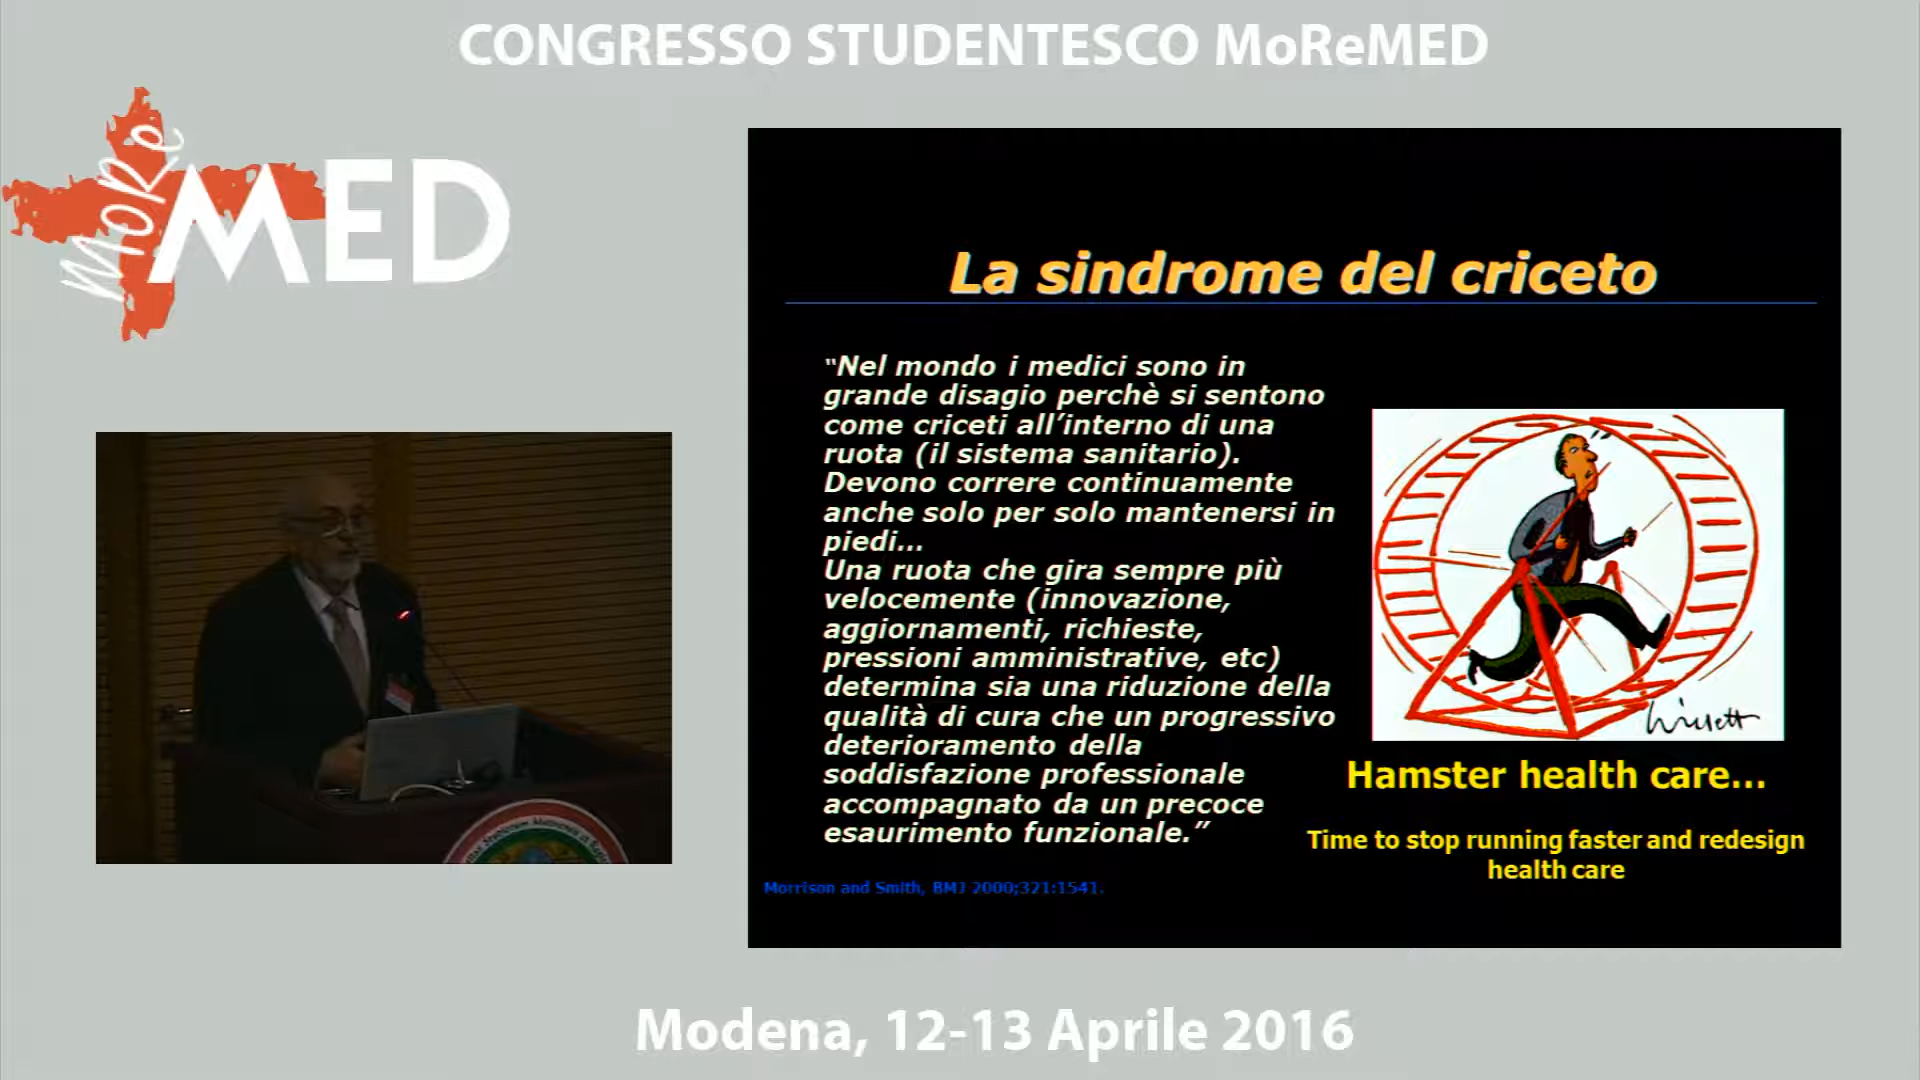 CONGRESSO STUDENTESCO MoReMED
MoRe
MED
La sindrome del criceto
"Nel mondo i medici sono in
grande disagio perchè si sentono
come criceti all'interno di una
ruota (il sistema sanitario).
Devono correre continuamente
anche solo per solo mantenersi in
piedi...
Una ruota che gira sempre più
velocemente (innovazione,
aggiornamenti, richieste,
pressioni amministrative, etc)
determina sia una riduzione della
qualità di cura che un progressivo
deterioramento della
soddisfazione professionale
accompagnato da un precoce
esaurimento funzionale.”
Hamster health care...
Time to stop running faster and redesign
health care
Morrison and Smith, BMJ 2000;321:1541.
Modena, 12-13 Aprile 2016